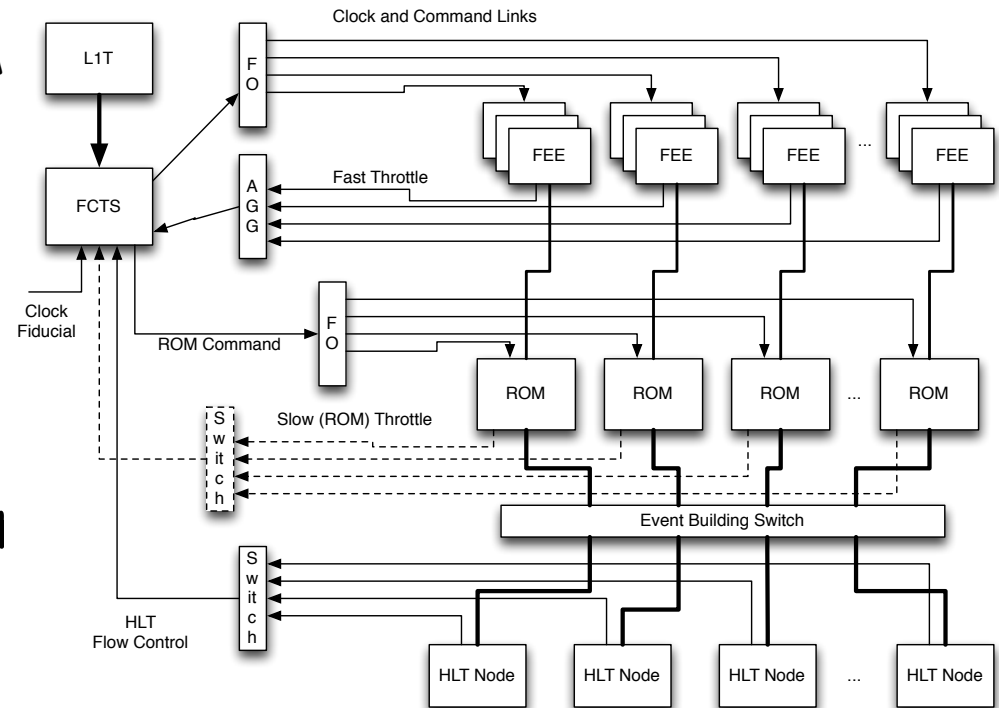 Clock and Command Links
L1T
F
O
FEE
FEE
FEE
...
FEE
Fast Throttle
A
G
G
FCTS
Clock
Fiducial
ROM Command
F
O
ROM
ROM
ROM
...
ROM
Slow (ROM) Throttle
S
w
it
c
h
Event Building Switch
S
w
it
c
h
HLT
Flow Control
HLT Node
HLT Node
HLT Node
...
HLT Node